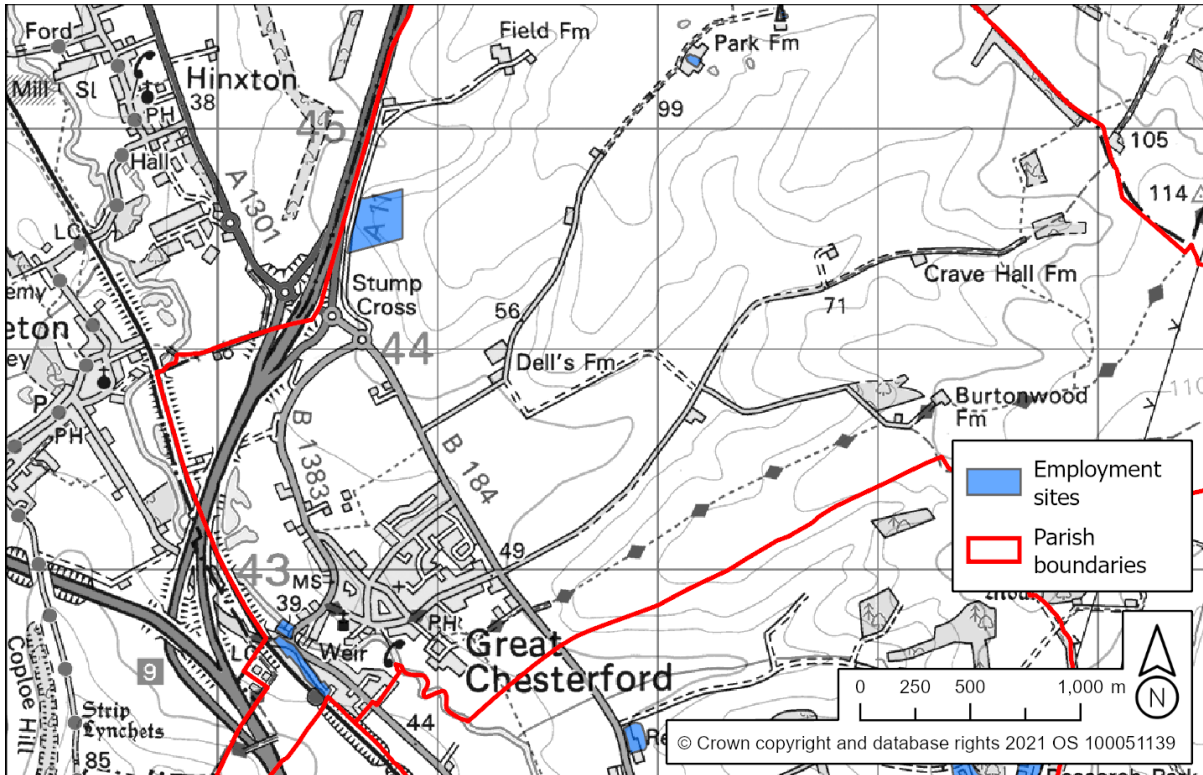 Ford
Mill
Sl
Hinxton
38
PH
Hall
A 1301
LC
45
A 11
Field Fm
Park Fm
99
105
114
Stump
Cross
44
56
Dell's Fm
71
Crave Hall Fm
Burtonwood
Fm
P
PH
B 1383
B 184
49
43
MS
39
PH
Weir
LC
Great
Chesterford
44
9
Coploe Hill
Strip
Lynchets
85
Employment
sites
Parish
boundaries
0 250 500 1,000 m
N
© Crown copyright and database rights 2021 OS 100051139
Research Park